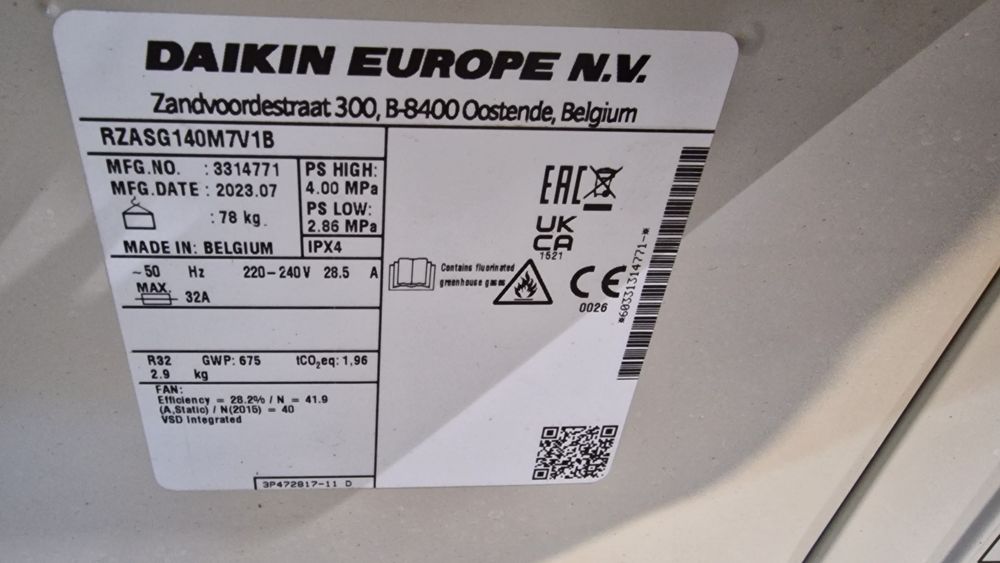 DAIKIN EUROPE N.V.
Zandvoordestraat 300, B-8400 Oostende, Belgium
RZASG140M7V1B
MFG.NO. : 3314771
MFG.DATE : 2023.07
: 78 kg
MADE IN: BELGIUM
PS HIGH:
4.00 MPa
PS LOW:
2.86 MPa
IPX4
~50 Hz 220-240 V 28.5 A
MAX.
32A
R32 GWP: 675 tCO2eq: 1,96
2.9 kg
FAN:
Efficiency = 28.2% / N = 41.9
(A,Static) / N(2015) = 40
VSD integrated
3P472817-11 D
EAC
UK
CA
1521
Contains fluorinated
greenhouse gases
CE
0026
*60331314771-*